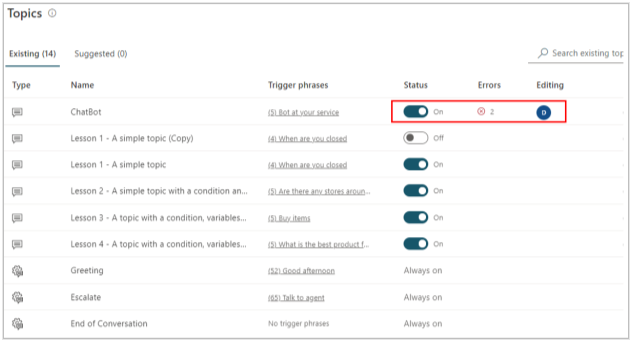 Topics
Existing (14) Suggested (0) Search existing top
Type Name Trigger phrases Status Errors Editing
ChatBot (5) Bot at your service On 2 D
Lesson 1 - A simple topic (Copy) (4) When are you closed Off
Lesson 1 - A simple topic (4) When are you closed On
Lesson 2 - A simple topic with a condition an... (5) Are there any stores aroun... On
Lesson 3 - A topic with a condition, variables... (5) Buy items On
Lesson 4 - A topic with a condition, variables... (5) What is the best product f... On
Greeting (52) Good afternoon Always on
Escalate (65) Talk to agent Always on
End of Conversation No trigger phrases Always on